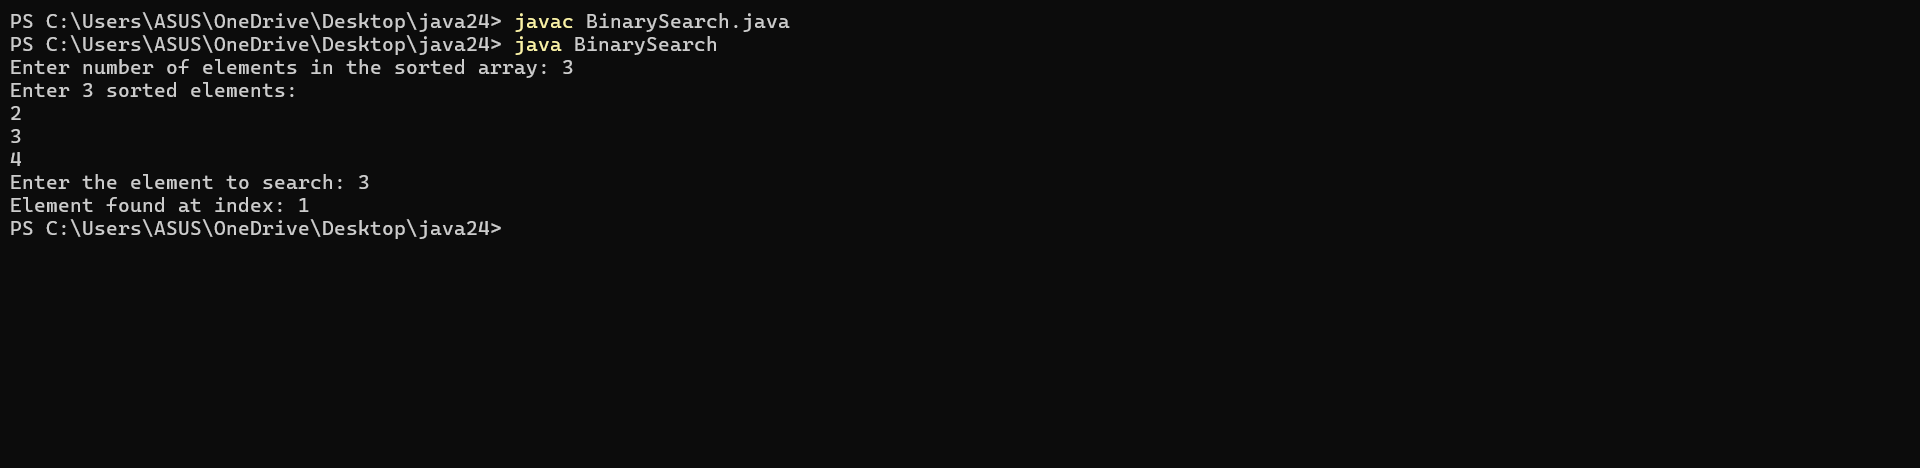 PS C:\Users\ASUS\OneDrive\Desktop\java24> javac BinarySearch.java
PS C:\Users\ASUS\OneDrive\Desktop\java24> java BinarySearch
Enter number of elements in the sorted array: 3
Enter 3 sorted elements:
2
3
4
Enter the element to search: 3
Element found at index: 1
PS C:\Users\ASUS\OneDrive\Desktop\java24>